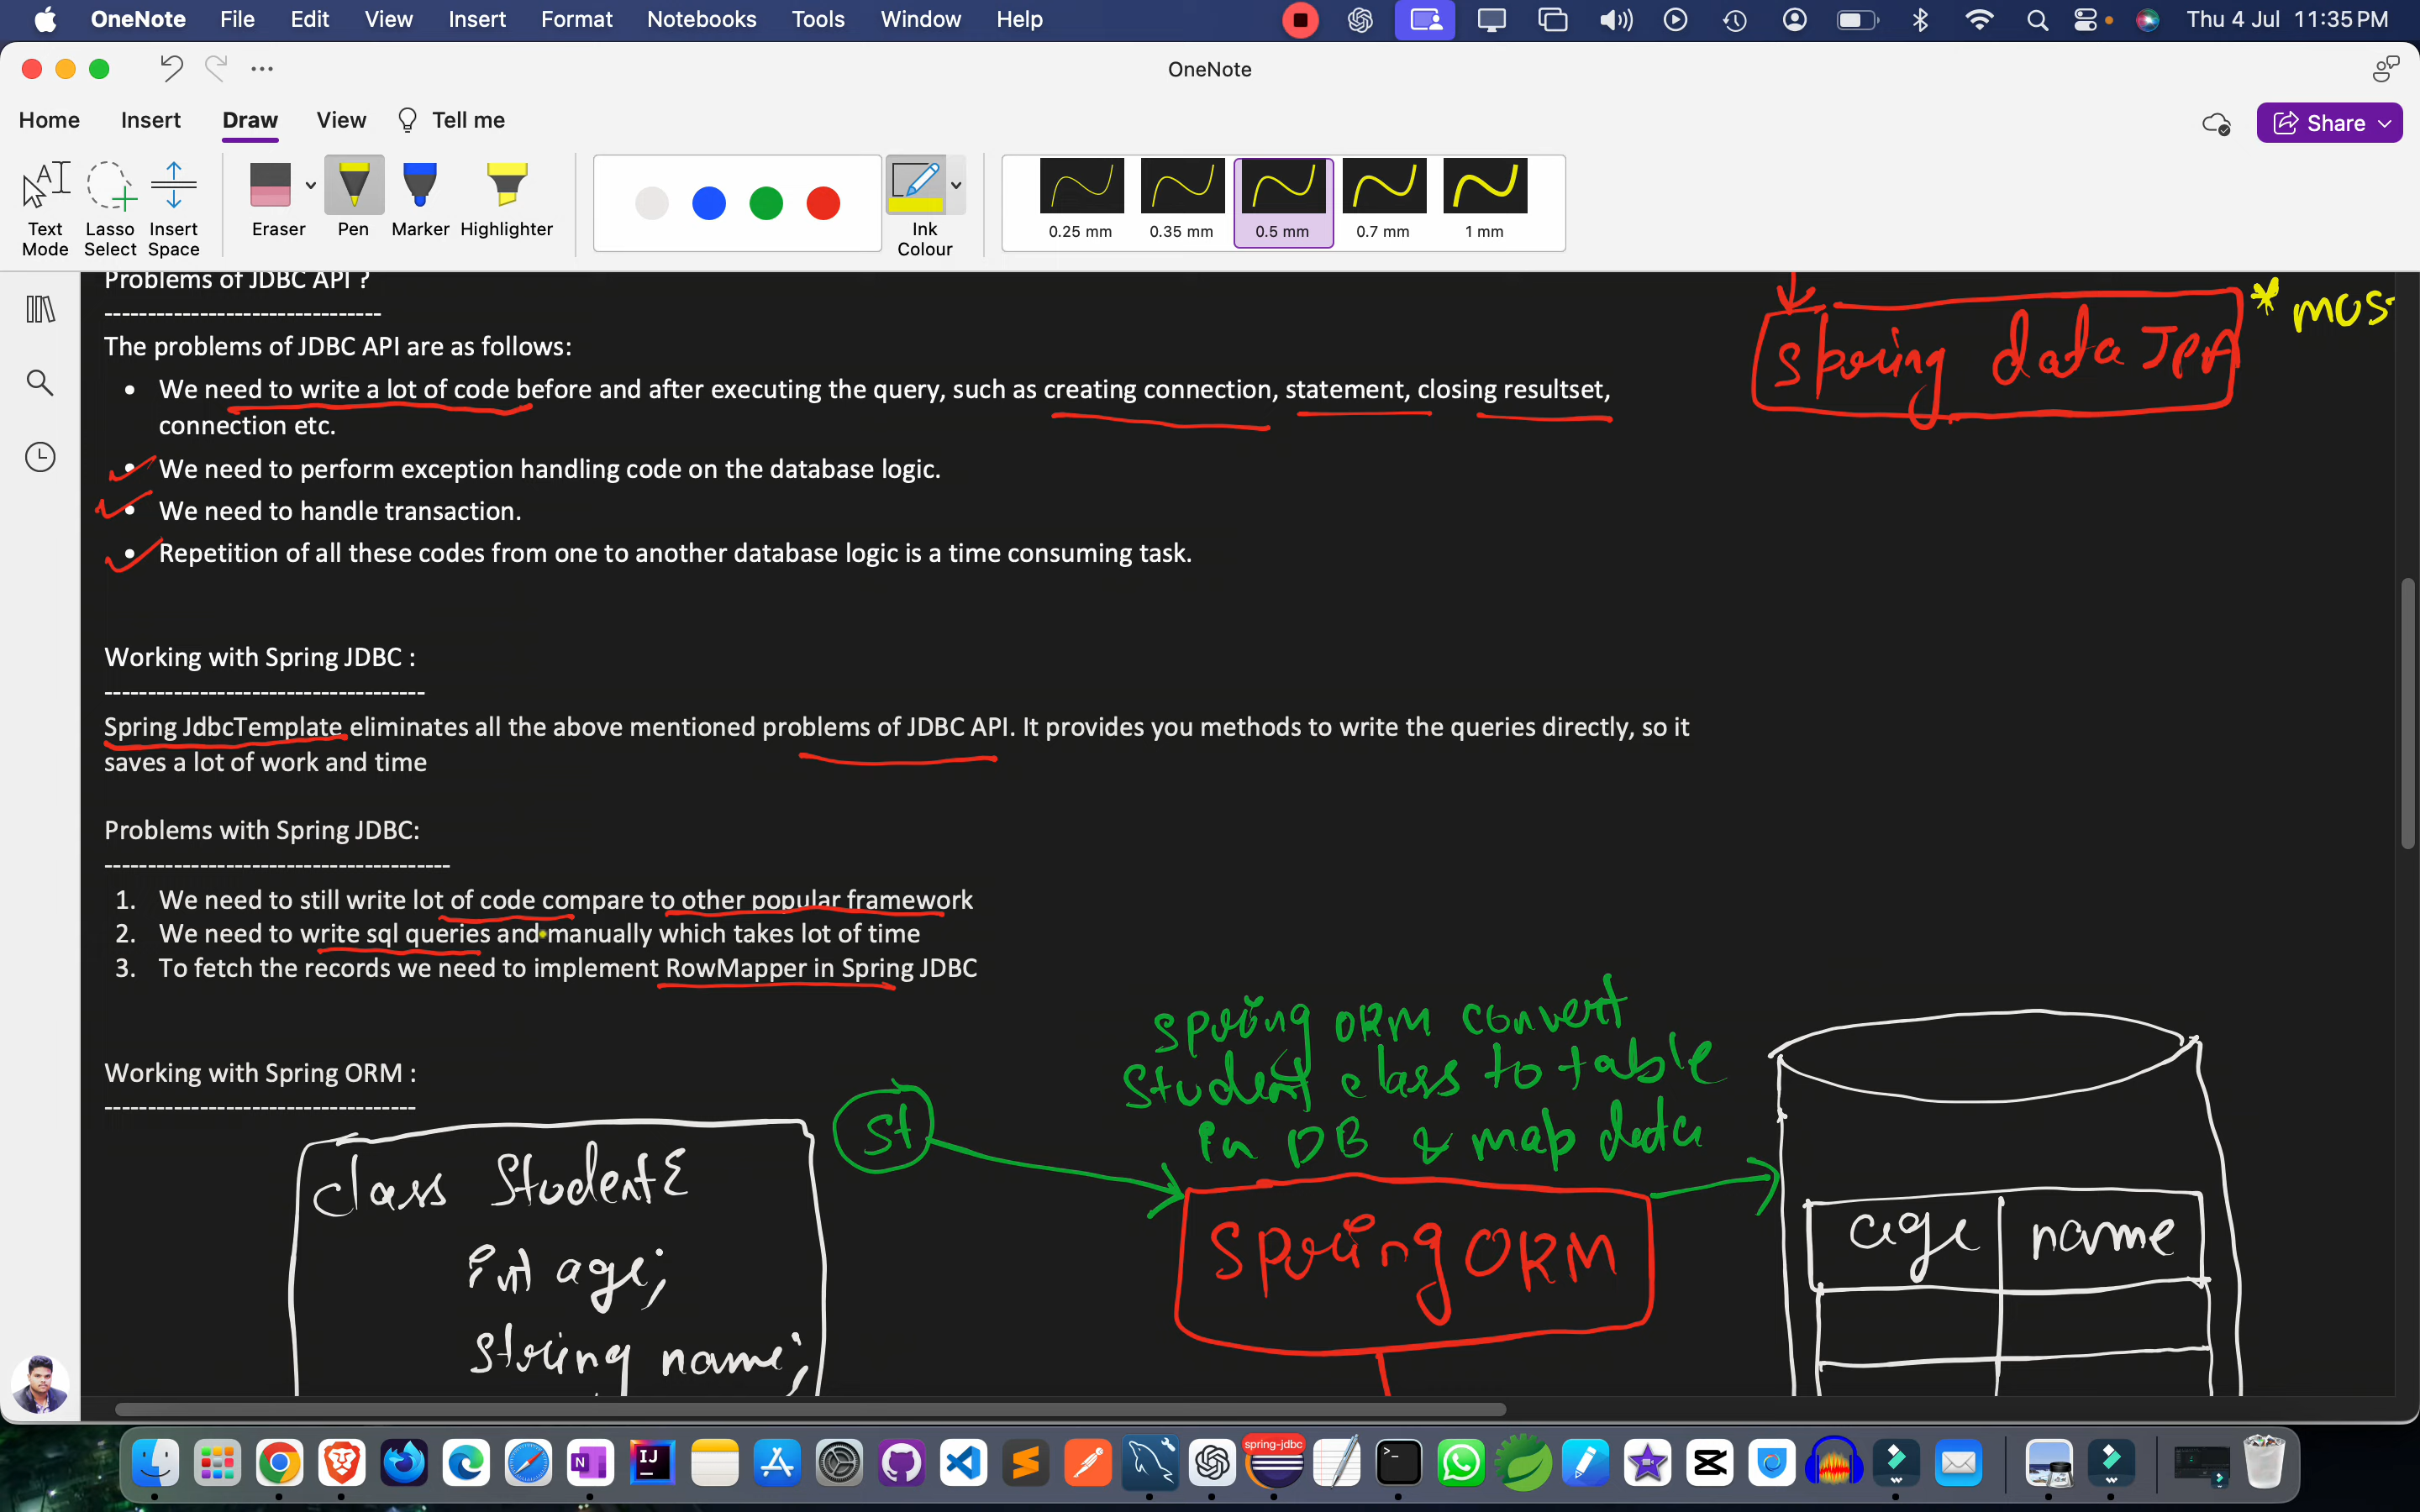 OneNote File Edit View Insert Format Notebooks Tools Window Help Thu 4 Jul 11:35 PM
OneNote
Home Insert Draw View Tell me Share
Text Mode
Lasso Select
Insert Space
Eraser
Pen
Marker
Highlighter
Ink Colour
0.25 mm
0.35 mm
0.5 mm
0.7 mm
1 mm
Problems of JDBC API ?
--------------------------------
The problems of JDBC API are as follows:
• We need to write a lot of code before and after executing the query, such as creating connection, statement, closing resultset,
connection etc.
• We need to perform exception handling code on the database logic.
• We need to handle transaction.
• Repetition of all these codes from one to another database logic is a time consuming task.
Spring data JPA
* mos
Working with Spring JDBC :
-------------------------------------
Spring JdbcTemplate eliminates all the above mentioned problems of JDBC API. It provides you methods to write the queries directly, so it
saves a lot of work and time
Problems with Spring JDBC:
----------------------------------------
1. We need to still write lot of code compare to other popular framework
2. We need to write sql queries and manually which takes lot of time
3. To fetch the records we need to implement RowMapper in Spring JDBC
Working with Spring ORM :
------------------------------------
class Student{
int age;
String name;
St
Spring ORM convert
Student class to table
in DB & map data
Spring ORM
age name
spring-jdbc